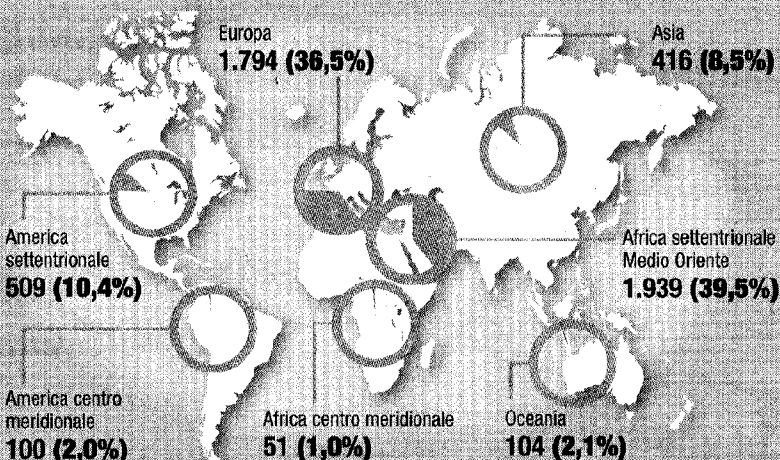 Europa
1.794 (36,5%)
Asia
416 (8,5%)
America
settentrionale
509 (10,4%)
Africa settentrionale
Medio Oriente
1.939 (39,5%)
America centro
meridionale
100 (2,0%)
Africa centro meridionale
51 (1,0%)
Oceania
104 (2,1%)